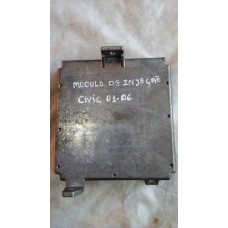 MODULO DE INJEÇÃO
CIVIC 01-06